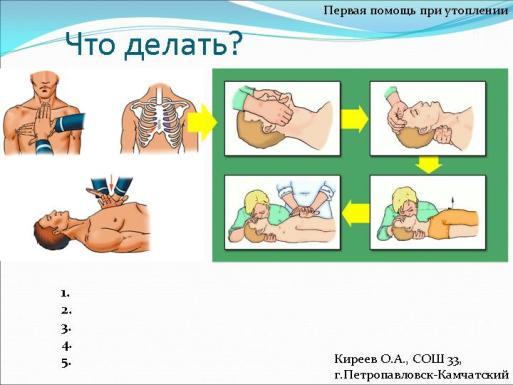 Первая помощь при утоплении
Что делать?
1.
2.
3.
4.
5.
Киреев О.А., СОШ 33,
г.Петропавловск-Камчатский